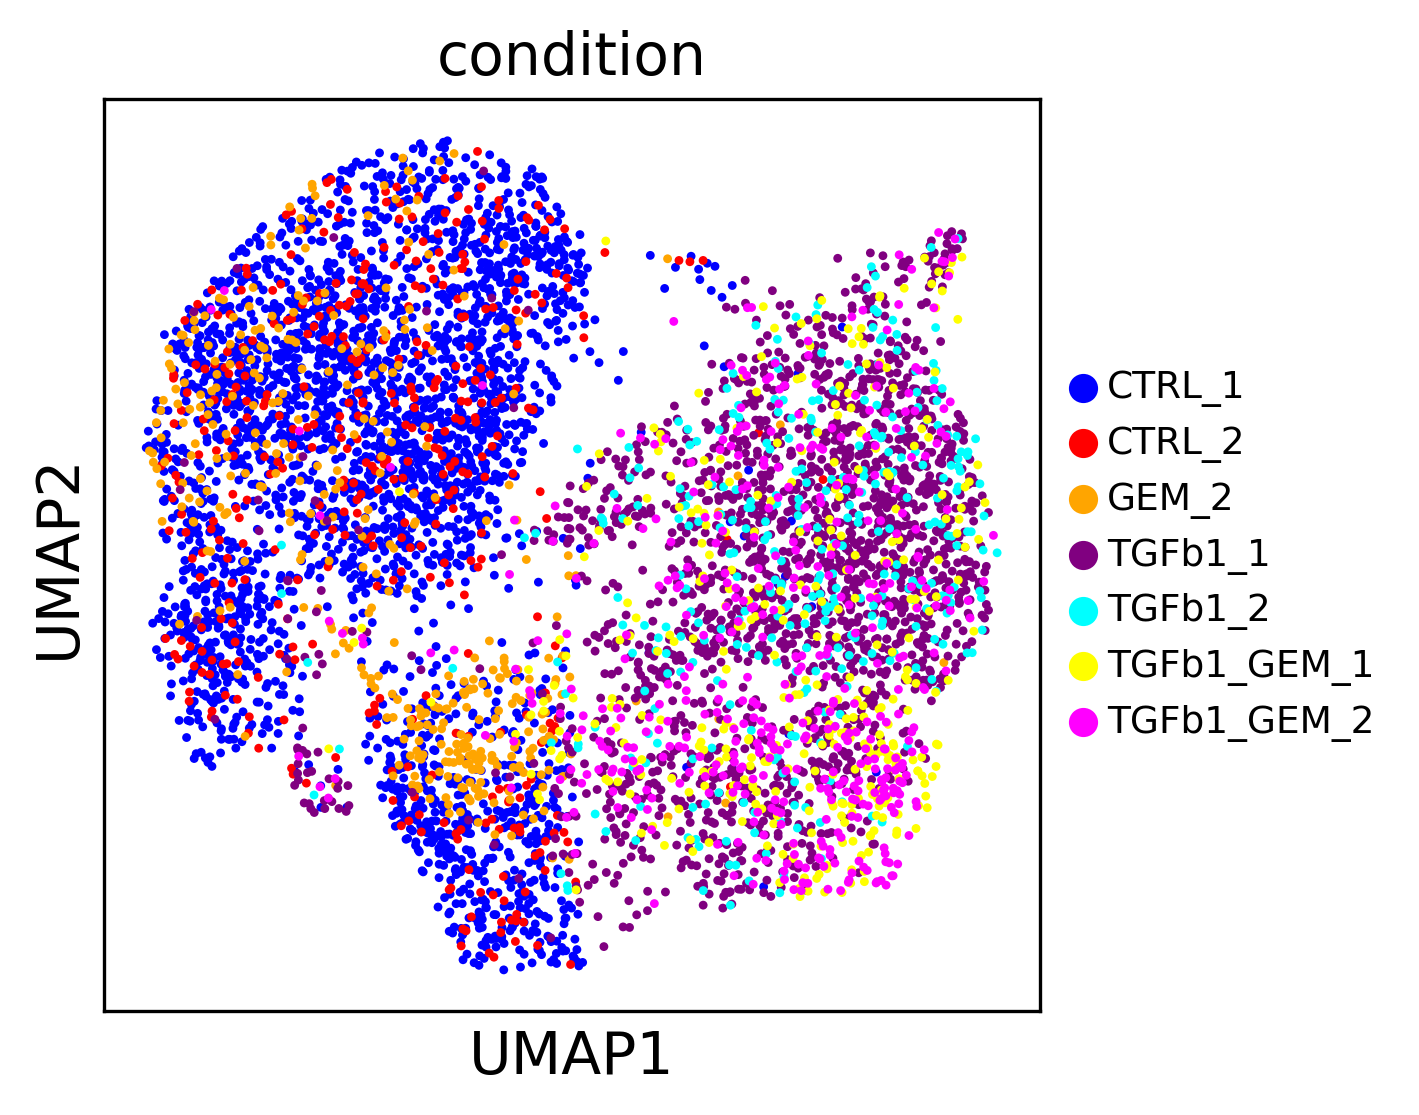 condition
UMAP2
UMAP1
CTRL_1
CTRL_2
GEM_2
TGFb1_1
TGFb1_2
TGFb1_GEM_1
TGFb1_GEM_2